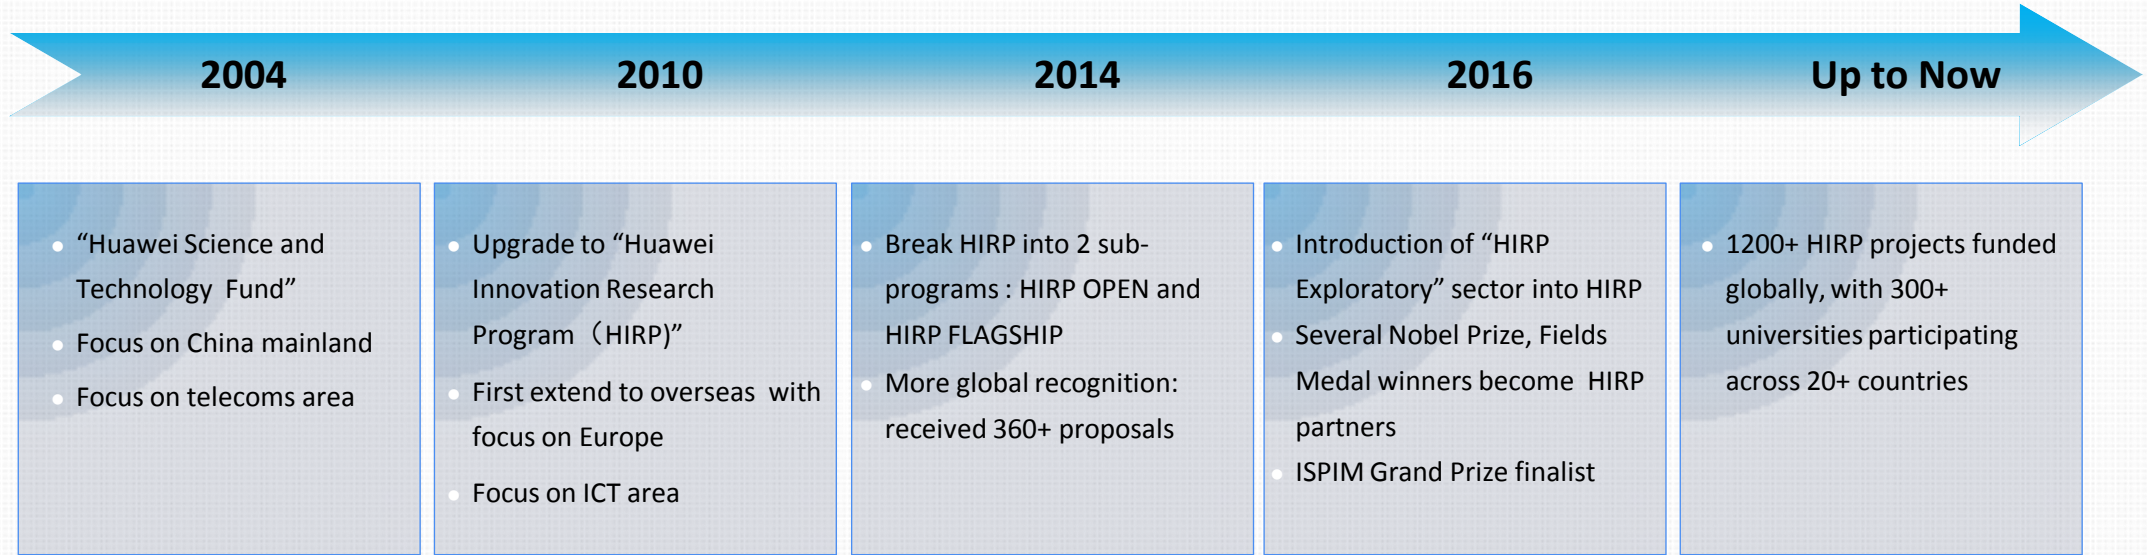 2004
2010
2014
2016
Up to Now
“Huawei Science and
Technology Fund”
Focus on China mainland
Focus on telecoms area
Upgrade to “Huawei
Innovation Research
Program（HIRP)”
First extend to overseas with
focus on Europe
Focus on ICT area
Break HIRP into 2 sub-
programs : HIRP OPEN and
HIRP FLAGSHIP
More global recognition:
received 360+ proposals
Introduction of “HIRP
Exploratory” sector into HIRP
Several Nobel Prize, Fields
Medal winners become HIRP
partners
ISPIM Grand Prize finalist
1200+ HIRP projects funded
globally, with 300+
universities participating
across 20+ countries